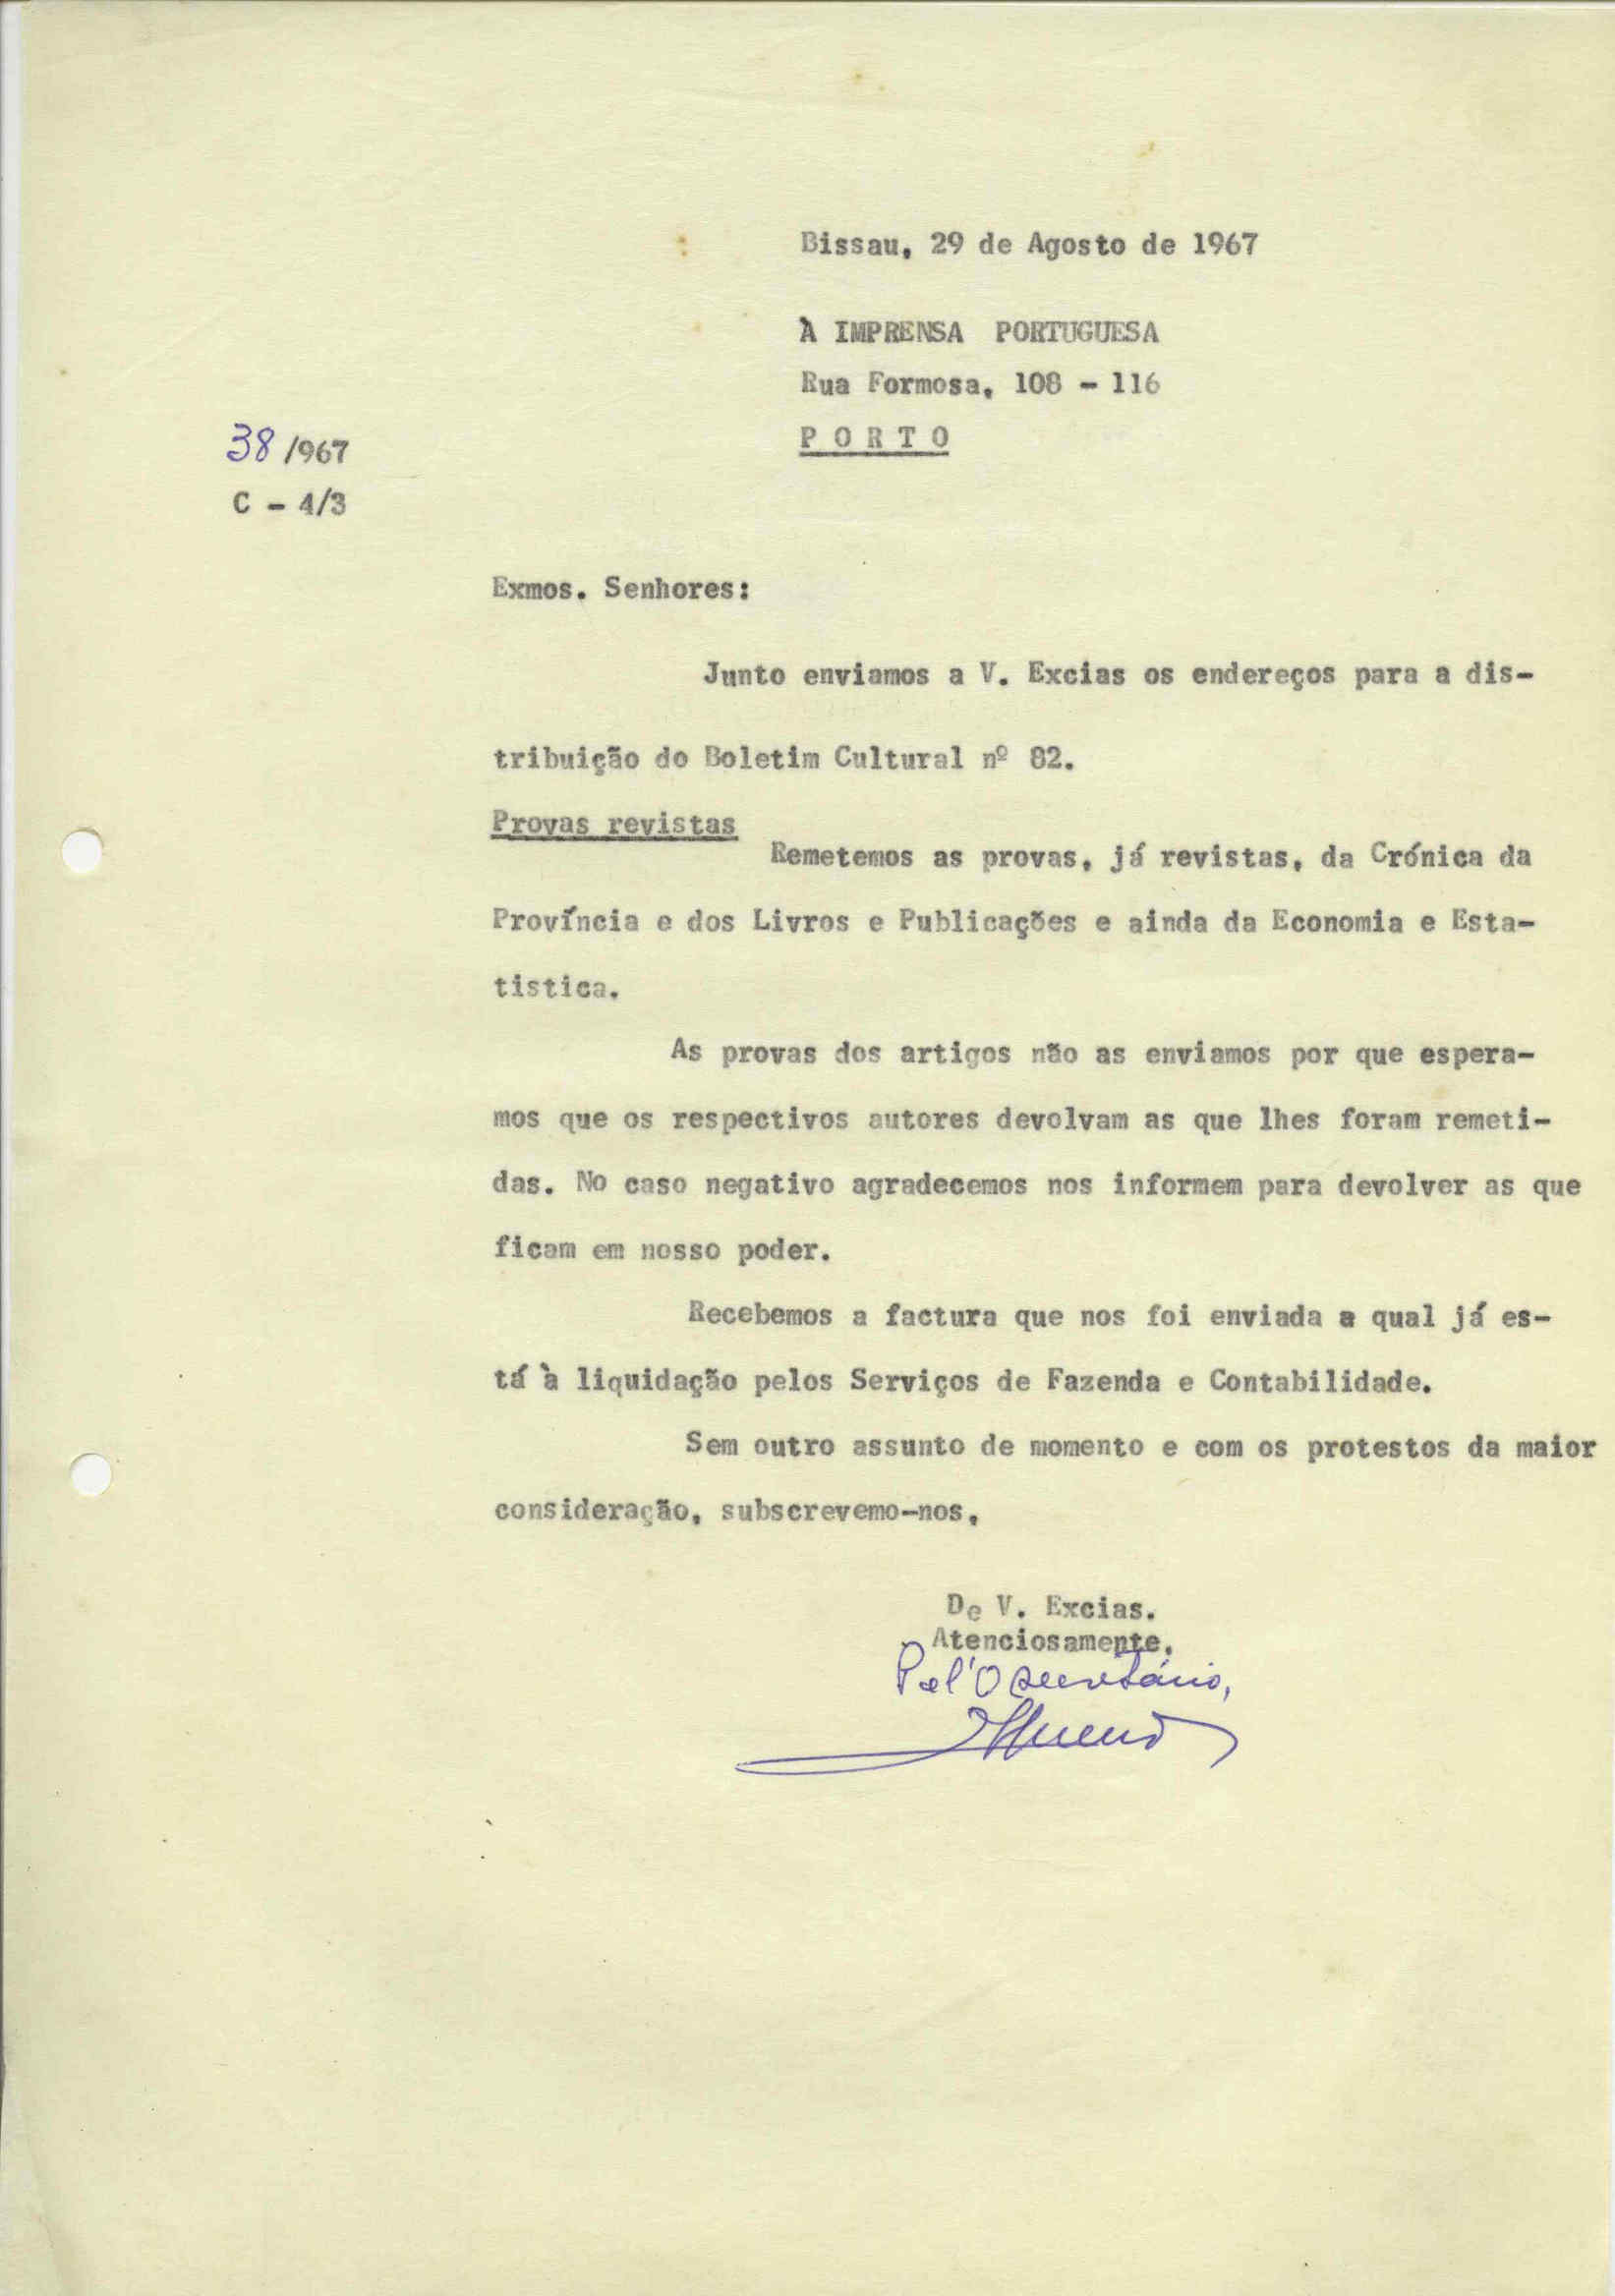 Bissau, 29 de Agosto de 1967
À IMPRENSA PORTUGUESA
Rua Formosa, 108 - 116
PORTO
38/967
C - 4/3
Exmos. Senhores:
Junto enviamos a V. Excias os endereços para a dis-
tribuição do Boletim Cultural nº 82.
Provas revistas
Remetemos as provas, já revistas, da Crónica da
Província e dos Livros e Publicações e ainda da Economia e Esta-
tistica.
As provas dos artigos não as enviamos por que espera-
mos que os respectivos autores devolvam as que lhes foram remeti-
das. No caso negativo agradecemos nos informem para devolver as que
ficam em nosso poder.
Recebemos a factura que nos foi enviada a qual já es-
tá à liquidação pelos Serviços de Fazenda e Contabilidade.
Sem outro assunto de momento e com os protestos da maior
consideração, subscrevemo-nos,
De V. Excias.
Atenciosamente,
Pel'O Secretário,